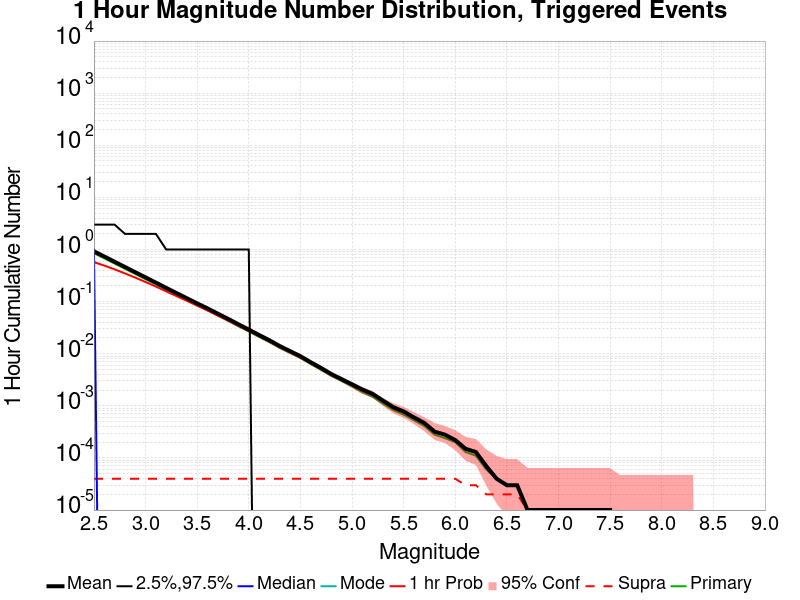 1 Hour Magnitude Number Distribution, Triggered Events
1 Hour Cumulative Number
10^4
10^3
10^2
10^1
10^0
10^-1
10^-2
10^-3
10^-4
10^-5
2.5 3.0 3.5 4.0 4.5 5.0 5.5 6.0 6.5 7.0 7.5 8.0 8.5 9.0
Magnitude
Mean 2.5%,97.5% Median Mode 1 hr Prob 95% Conf Supra Primary